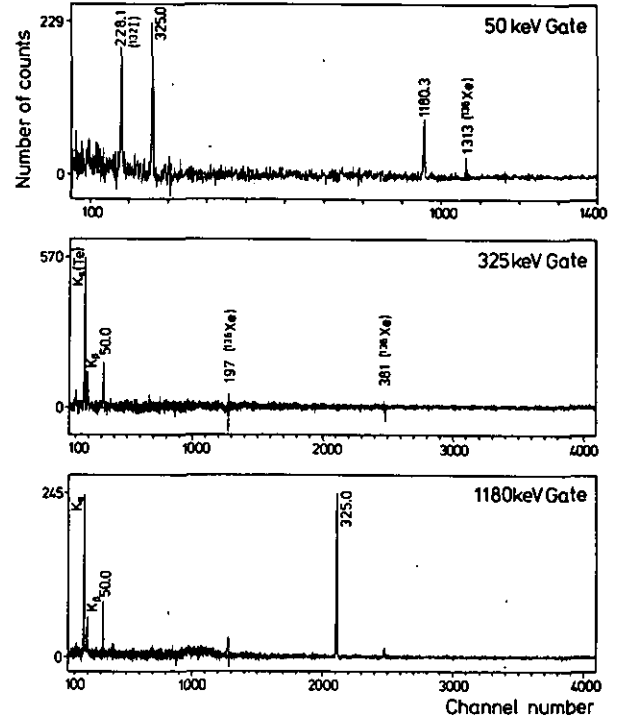 Number of counts
229
0
228.1
(¹³²I)
325.0
1180.3
1313 (¹³⁶Xe)
50 keV Gate
100
1000
1400
570
0
Kα(Te)
Kβ
50.0
197 (¹³⁶Xe)
381 (¹³⁶Xe)
325 keV Gate
100
1000
2000
3000
4000
245
0
Kα
Kβ
50.0
325.0
1180 keV Gate
100
1000
2000
3000
4000
Channel number